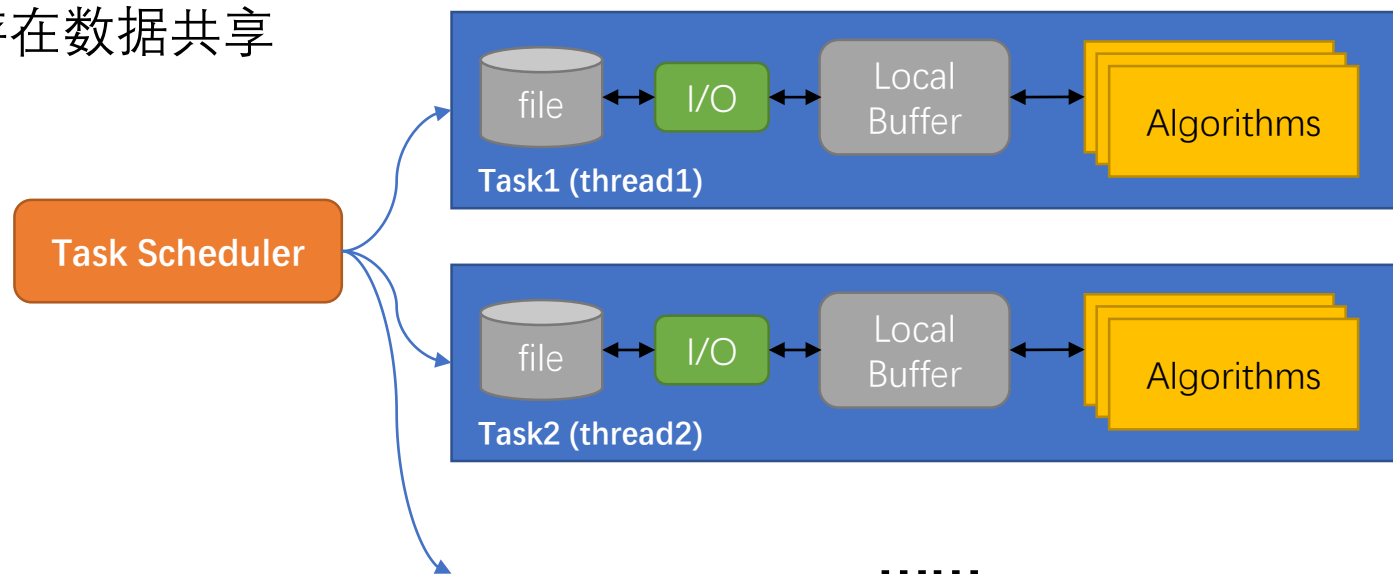 在数据共享
file
I/O
Local
Buffer
Algorithms
Task1 (thread1)
Task Scheduler
file
I/O
Local
Buffer
Algorithms
Task2 (thread2)
......